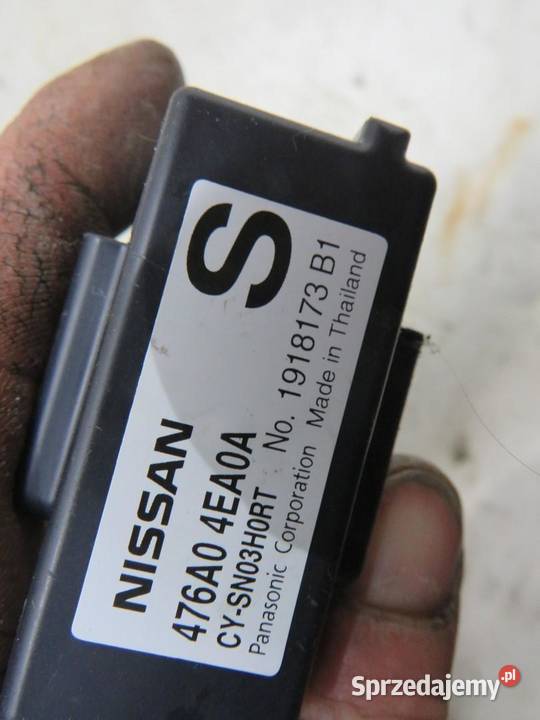 S
NISSAN
476A0 4EA0A
CY-SN03H0RT No. 1918173 B1
Panasonic Corporation Made in Thailand
Sprzedajemy.pl